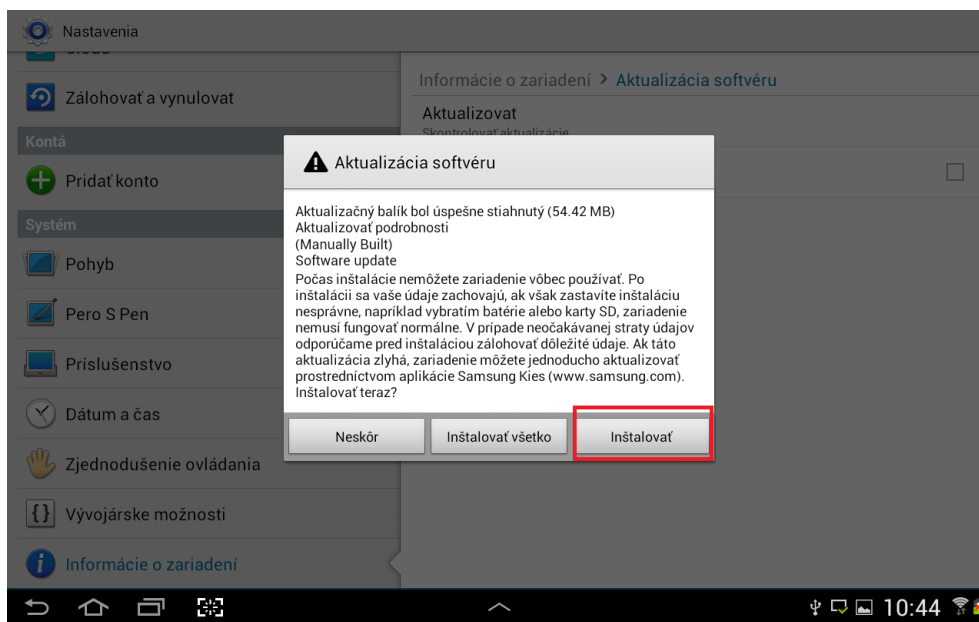 Nastavenia
Zálohovať a vynulovať
Kontá
Pridať konto
Systém
Pohyb
Pero S Pen
Príslušenstvo
Dátum a čas
Zjednodušenie ovládania
Vývojárske možnosti
Informácie o zariadení
Informácie o zariadení > Aktualizácia softvéru
Aktualizovať
Skontrolovať aktualizácie
Aktualizácia softvéru
Aktualizačný balík bol úspešne stiahnutý (54.42 MB)
Aktualizovať podrobnosti
(Manually Built)
Software update
Počas inštalácie nemôžete zariadenie vôbec používať. Po
inštalácii sa vaše údaje zachovajú, ak však zastavíte inštaláciu
nesprávne, napríklad vybratím batérie alebo karty SD, zariadenie
nemusí fungovať normálne. V prípade neočakávanej straty údajov
odporúčame pred inštaláciou zálohovať dôležité údaje. Ak táto
aktualizácia zlyhá, zariadenie môžete jednoducho aktualizovať
prostredníctvom aplikácie Samsung Kies (www.samsung.com).
Inštalovať teraz?
Neskôr
Inštalovať všetko
Inštalovať
10:44